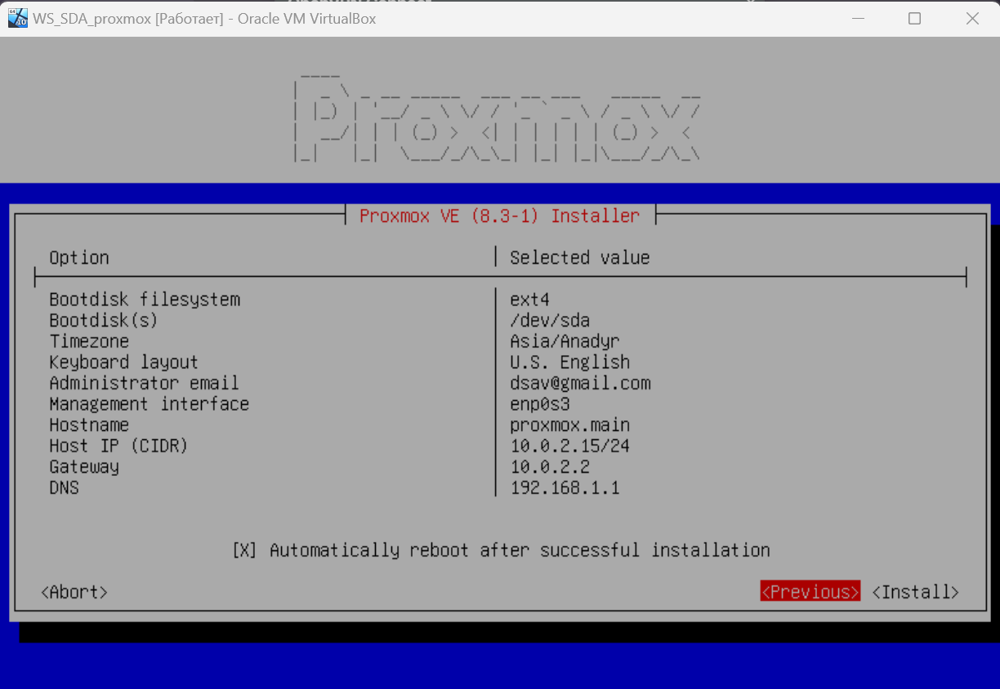 WS_SDA_proxmox [Работает] - Oracle VM VirtualBox
Proxmox
Proxmox VE (8.3-1) Installer
Option | Selected value
Bootdisk filesystem | ext4
Bootdisk(s) | /dev/sda
Timezone | Asia/Anadyr
Keyboard layout | U.S. English
Administrator email | dsav@gmail.com
Management interface | enp0s3
Hostname | proxmox.main
Host IP (CIDR) | 10.0.2.15/24
Gateway | 10.0.2.2
DNS | 192.168.1.1
[X] Automatically reboot after successful installation
<Abort> <Previous> <Install>